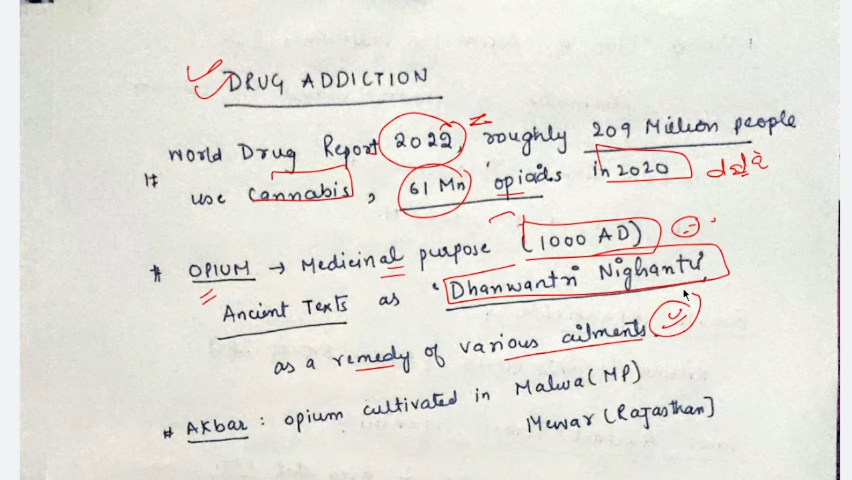 DRUG ADDICTION
World Drug Report 2022, roughly 209 Million people
# use Cannabis, 61 Mn opiods in 2020 data
* OPIUM → Medicinal purpose (1000 AD)
Ancient Texts as 'Dhanwantri Nighantu,
as a remedy of various ailments.
# AKbar : opium cultivated in Malwa (MP)
Mewar (Rajasthan]